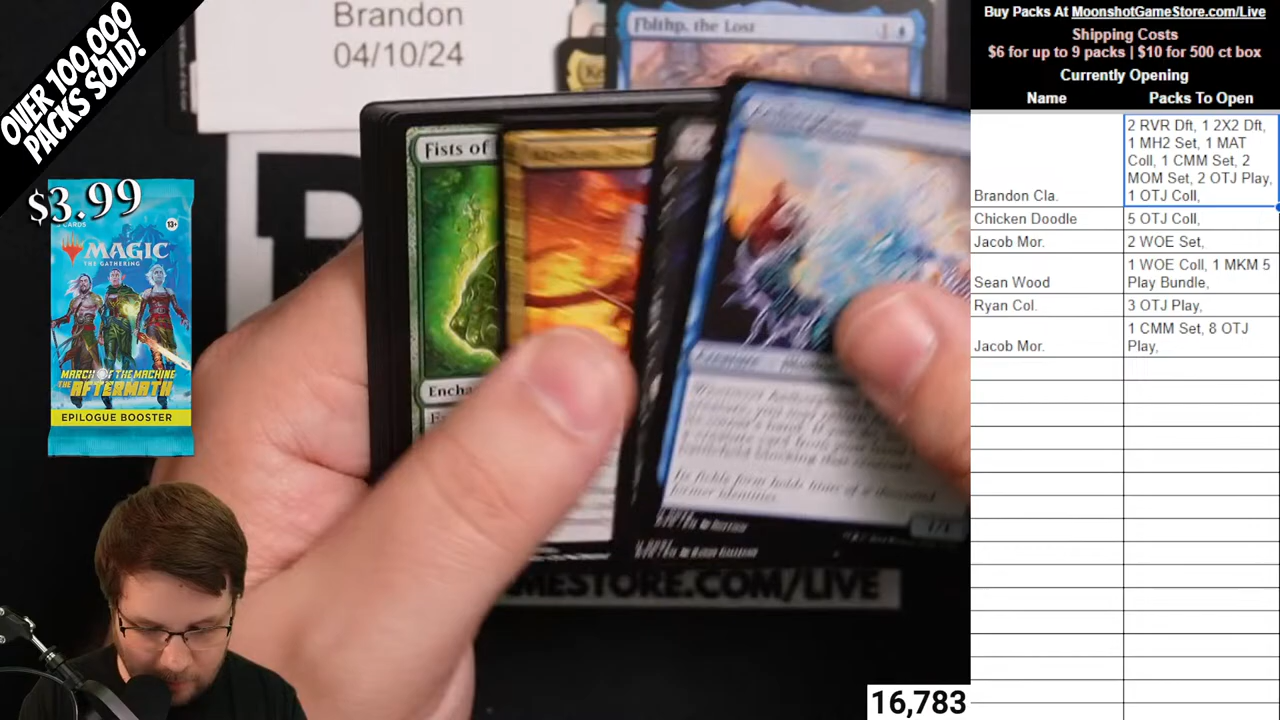 OVER 100,000
PACKS SOLD!
$3.99
CARDS
13+
MAGIC
THE GATHERING
MARCH OF THE MACHINE
THE AFTERMATH
EPILOGUE BOOSTER
Brandon
04/10/24
Fblthp, the Lost
Fists of
Encha
GAMESTORE.COM/LIVE
16,783
Buy Packs At MoonshotGameStore.com/Live
Shipping Costs
$6 for up to 9 packs | $10 for 500 ct box
Currently Opening
Name Packs To Open
Brandon Cla. 2 RVR Dft, 1 2X2 Dft,
1 MH2 Set, 1 MAT
Coll, 1 CMM Set, 2
MOM Set, 2 OTJ Play,
1 OTJ Coll,
Chicken Doodle 5 OTJ Coll,
Jacob Mor. 2 WOE Set,
Sean Wood 1 WOE Coll, 1 MKM 5
Play Bundle,
Ryan Col. 3 OTJ Play,
Jacob Mor. 1 CMM Set, 8 OTJ
Play,